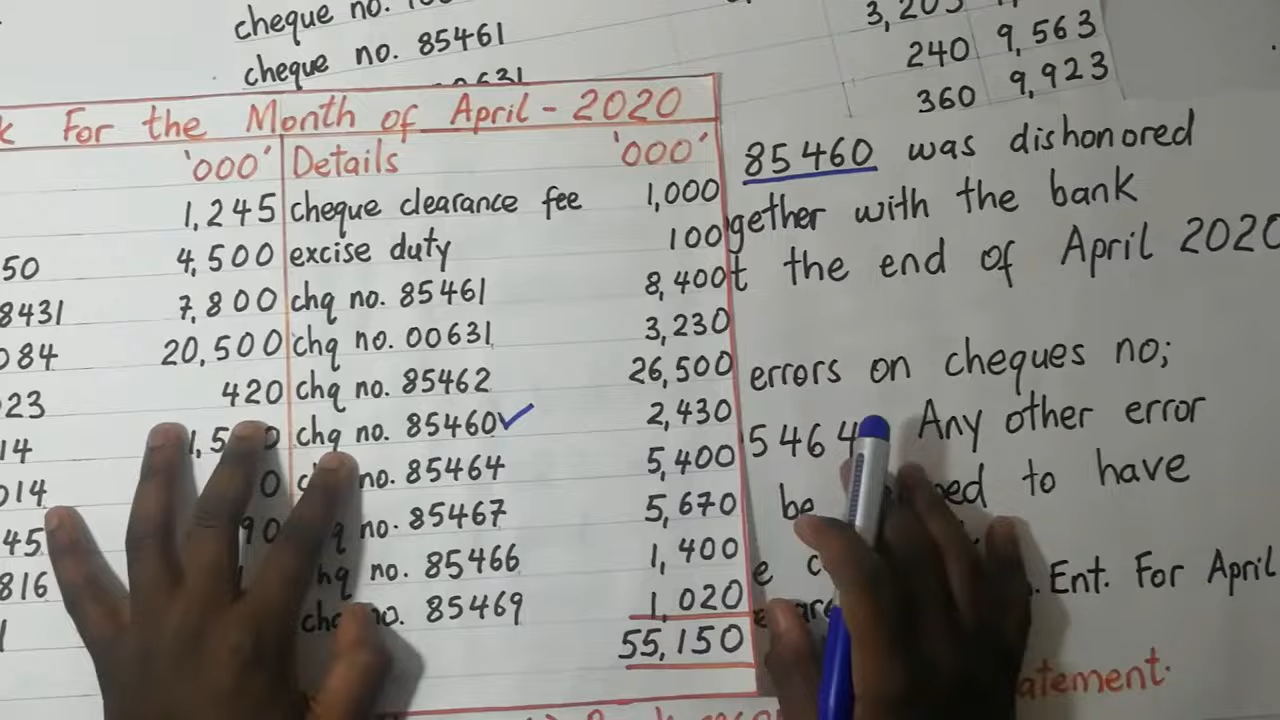 cheque no.
cheque no. 85461
3,203
240 9,563
360 9,923
For the Month of April - 2020
'000' Details '000'
1,245 cheque clearance fee 1,000
4,500 excise duty 100
50 7,800 chq no. 85461 8,400
8431 20,500 chq no. 00631 3,230
084 420 chq no. 85462 26,500
23 chq no. 85460 ✓ 2,430
14 0 no. 85464 5,400
014 90 no. 85467 5,670
45 no. 85466 1,400
816 no. 85469 1,020
55,150
85460 was dishonored
gether with the bank
t the end of April 2020
errors on cheques no;
5464 Any other error
be to have
Ent. For April
atement.